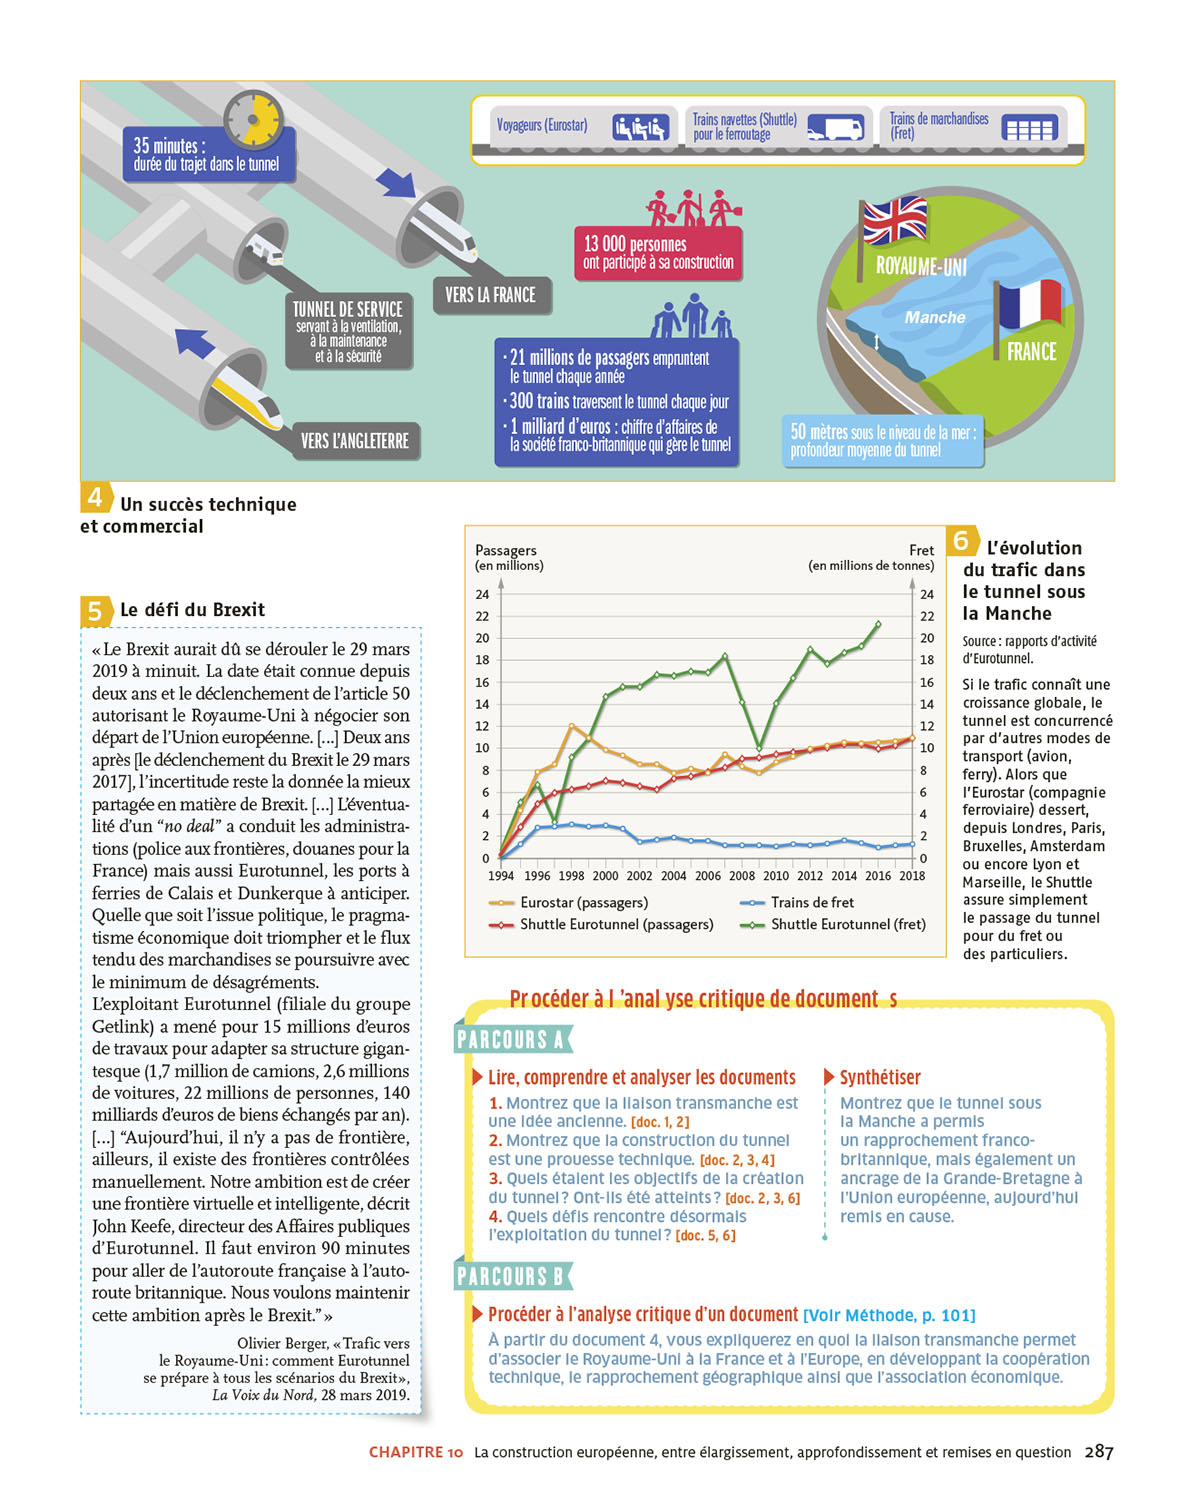 35 minutes :
durée du trajet dans le tunnel
Voyageurs (Eurostar)
Trains navettes (Shuttle)
pour le ferroutage
Trains de marchandises
(Fret)
13 000 personnes
ont participé à sa construction
TUNNEL DE SERVICE
servant à la ventilation,
à la maintenance
et à la sécurité
VERS LA FRANCE
VERS L'ANGLETERRE
· 21 millions de passagers empruntent
le tunnel chaque année
· 300 trains traversent le tunnel chaque jour
· 1 milliard d'euros : chiffre d'affaires de
la société franco-britannique qui gère le tunnel
ROYAUME-UNI
Manche
FRANCE
50 mètres sous le niveau de la mer :
profondeur moyenne du tunnel
4 Un succès technique
et commercial
5 Le défi du Brexit
« Le Brexit aurait dû se dérouler le 29 mars
2019 à minuit. La date était connue depuis
deux ans et le déclenchement de l'article 50
autorisant le Royaume-Uni à négocier son
départ de l'Union européenne. [...] Deux ans
après [le déclenchement du Brexit le 29 mars
2017], l'incertitude reste la donnée la mieux
partagée en matière de Brexit. [...] L'éventua-
lité d'un “no deal” a conduit les administra-
tions (police aux frontières, douanes pour la
France) mais aussi Eurotunnel, les ports à
ferries de Calais et Dunkerque à anticiper.
Quelle que soit l'issue politique, le pragma-
tisme économique doit triompher et le flux
tendu des marchandises se poursuivre avec
le minimum de désagréments.
L'exploitant Eurotunnel (filiale du groupe
Getlink) a mené pour 15 millions d'euros
de travaux pour adapter sa structure gigan-
tesque (1,7 million de camions, 2,6 millions
de voitures, 22 millions de personnes, 140
milliards d'euros de biens échangés par an).
[...] “Aujourd'hui, il n'y a pas de frontière,
ailleurs, il existe des frontières contrôlées
manuellement. Notre ambition est de créer
une frontière virtuelle et intelligente, décrit
John Keefe, directeur des Affaires publiques
d'Eurotunnel. Il faut environ 90 minutes
pour aller de l'autoroute française à l'auto-
route britannique. Nous voulons maintenir
cette ambition après le Brexit.” »
Olivier Berger, « Trafic vers
le Royaume-Uni : comment Eurotunnel
se prépare à tous les scénarios du Brexit »,
La Voix du Nord, 28 mars 2019.
Passagers
(en millions)
Fret
(en millions de tonnes)
24 24
22 22
20 20
18 18
16 16
14 14
12 12
10 10
8 8
6 6
4 4
2 2
0 0
1994 1996 1998 2000 2002 2004 2006 2008 2010 2012 2014 2016 2018
Eurostar (passagers)
Trains de fret
Shuttle Eurotunnel (passagers)
Shuttle Eurotunnel (fret)
6 L'évolution
du trafic dans
le tunnel sous
la Manche
Source : rapports d'activité
d'Eurotunnel.
Si le trafic connaît une
croissance globale, le
tunnel est concurrencé
par d'autres modes de
transport (avion,
ferry). Alors que
l'Eurostar (compagnie
ferroviaire) dessert,
depuis Londres, Paris,
Bruxelles, Amsterdam
ou encore Lyon et
Marseille, le Shuttle
assure simplement
le passage du tunnel
pour du fret ou
des particuliers.
Pr océder à l 'anal yse critique de document s
PARCOURS A
Lire, comprendre et analyser les documents
1. Montrez que la liaison transmanche est
une idée ancienne. [doc. 1, 2]
2. Montrez que la construction du tunnel
est une prouesse technique. [doc. 2, 3, 4]
3. Quels étaient les objectifs de la création
du tunnel ? Ont-ils été atteints ? [doc. 2, 3, 6]
4. Quels défis rencontre désormais
l'exploitation du tunnel ? [doc. 5, 6]
Synthétiser
Montrez que le tunnel sous
la Manche a permis
un rapprochement franco-
britannique, mais également un
ancrage de la Grande-Bretagne à
l'Union européenne, aujourd'hui
remis en cause.
PARCOURS B
Procéder à l'analyse critique d'un document [Voir Méthode, p. 101]
À partir du document 4, vous expliquerez en quoi la liaison transmanche permet
d'associer le Royaume-Uni à la France et à l'Europe, en développant la coopération
technique, le rapprochement géographique ainsi que l'association économique.
CHAPITRE 10 La construction européenne, entre élargissement, approfondissement et remises en question 287